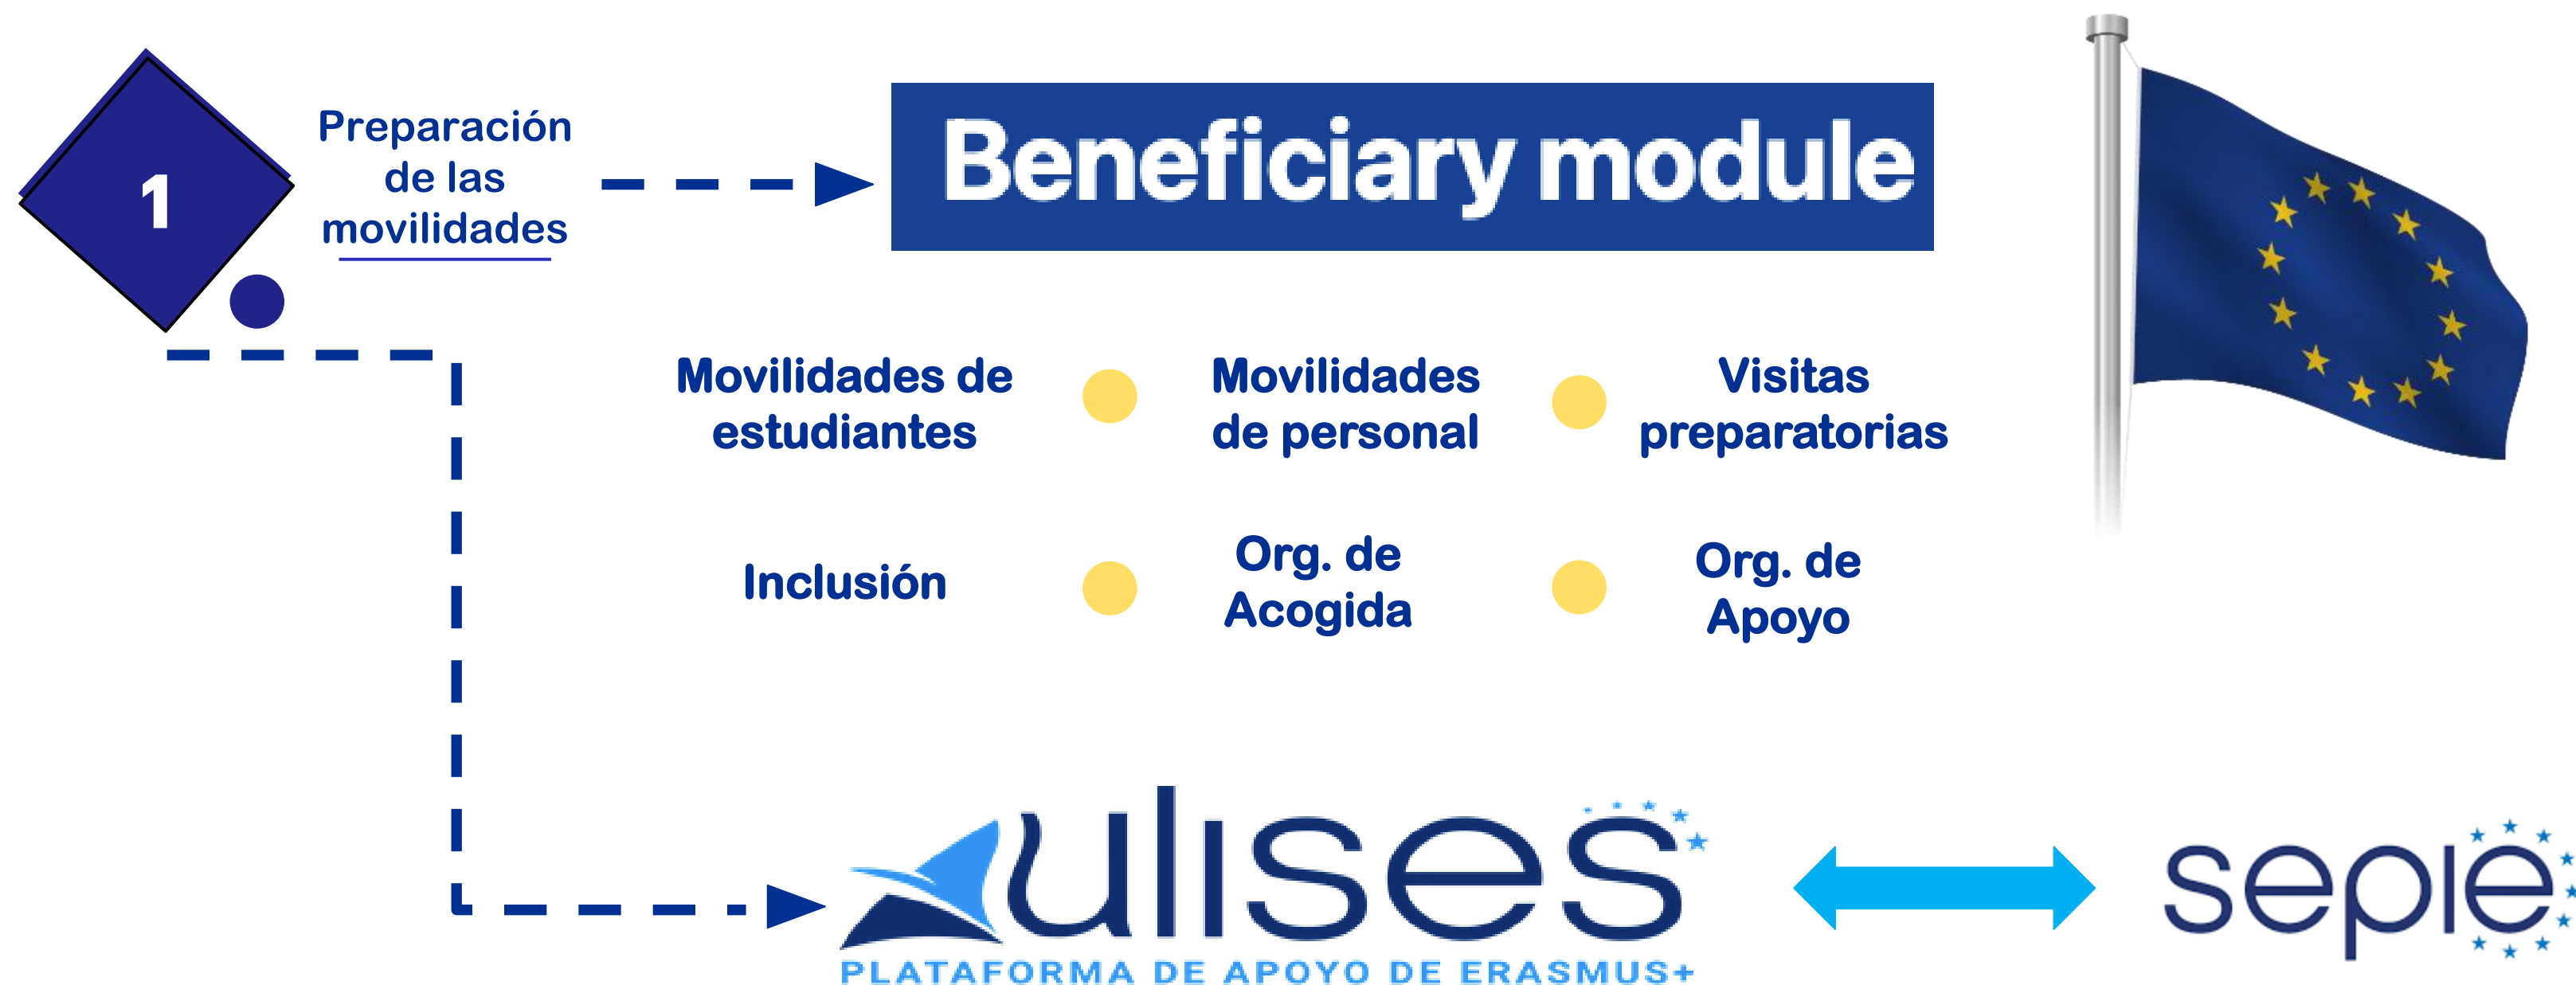 1
Preparación
de las
movilidades
Beneficiary module
Movilidades de
estudiantes
Movilidades
de personal
Visitas
preparatorias
Inclusión
Org. de
Acogida
Org. de
Apoyo
ulises
PLATAFORMA DE APOYO DE ERASMUS+
sepie